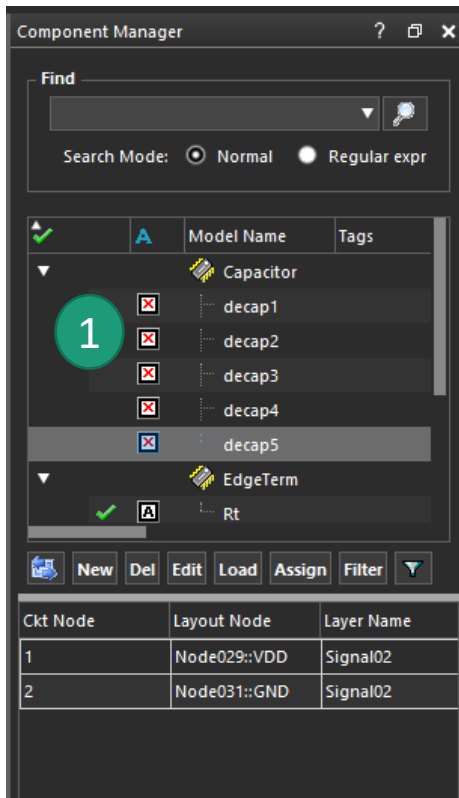 Component Manager ? ×
Find
Search Mode: Normal Regular expr
A Model Name Tags
Capacitor
1
decap1
decap2
decap3
decap4
decap5
EdgeTerm
A Rt
New Del Edit Load Assign Filter
Ckt Node Layout Node Layer Name
1 Node029::VDD Signal02
2 Node031::GND Signal02